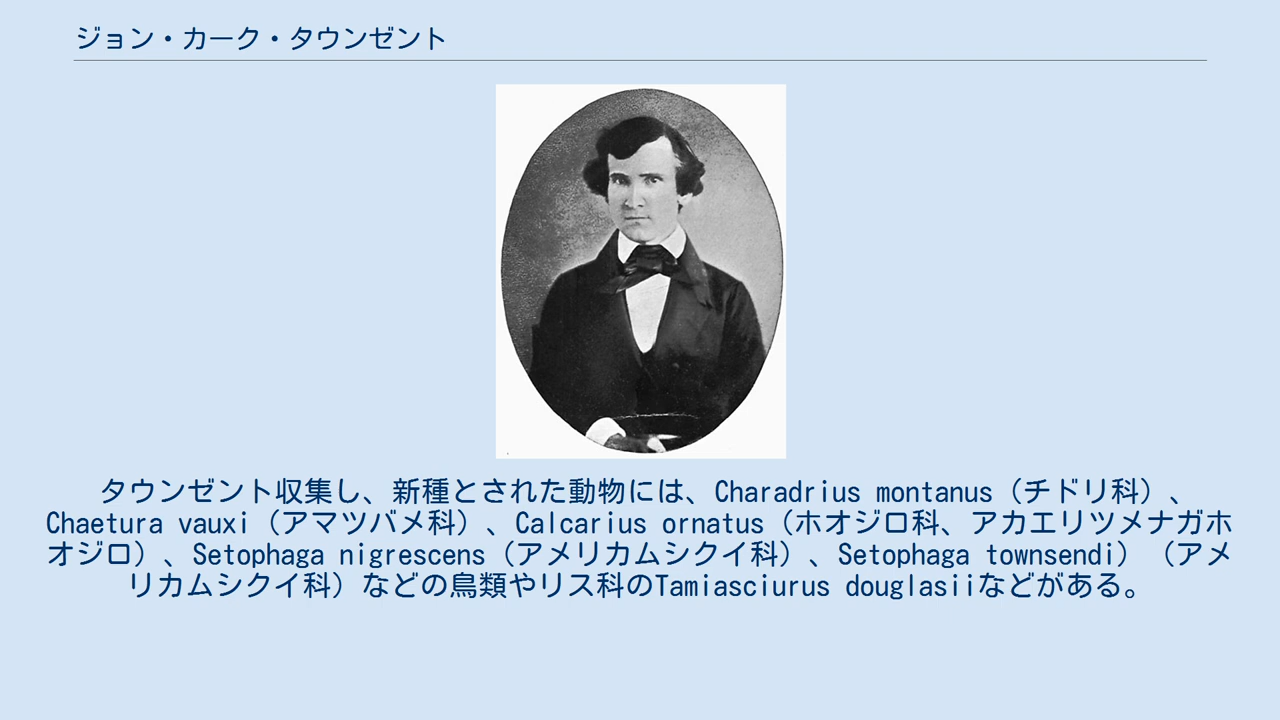 ジョン・カーク・タウンゼント
タウンゼント収集し、新種とされた動物には、Charadrius montanus（チドリ科）、
Chaetura vauxi（アマツバメ科）、Calcarius ornatus（ホオジロ科、アカエリツメナガホ
オジロ）、Setophaga nigrescens（アメリカムシクイ科）、Setophaga townsendi）（アメ
リカムシクイ科）などの鳥類やリス科のTamiasciurus douglasiiなどがある。